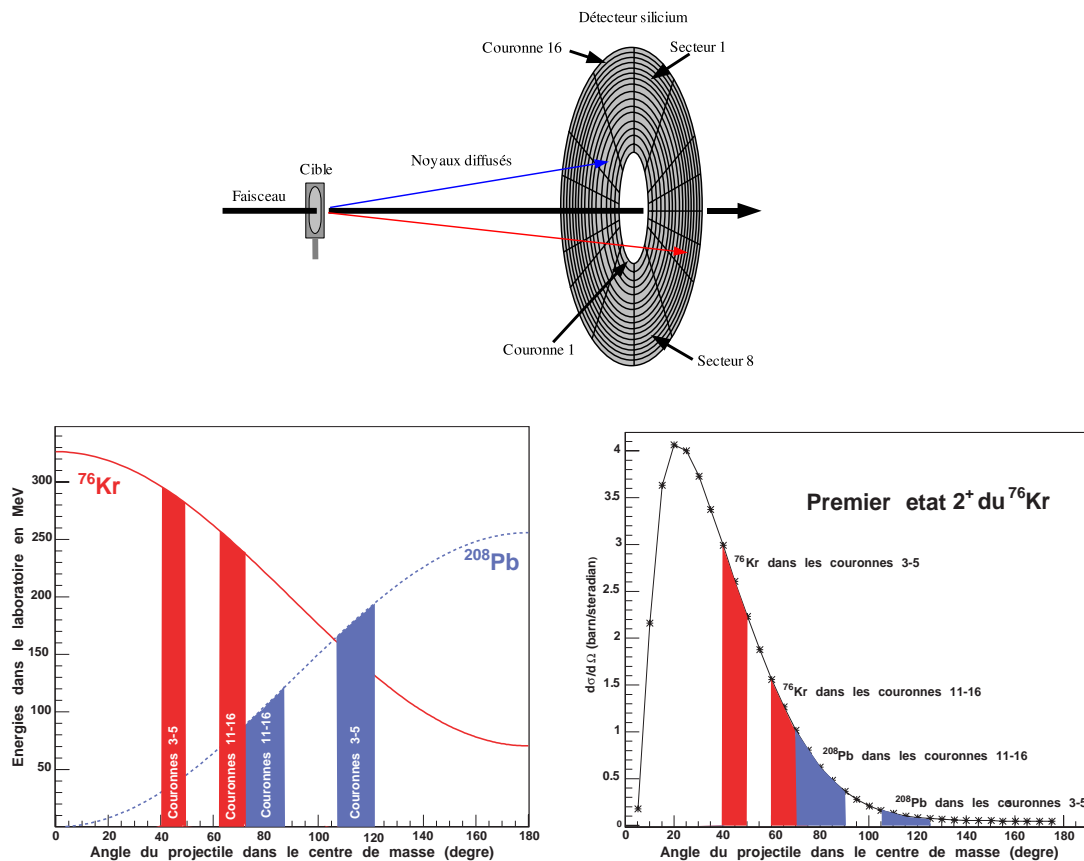 Détecteur silicium
Couronne 16
Secteur 1
Noyaux diffusés
Cible
Faisceau
Couronne 1
Secteur 8
Energies dans le laboratoire en MeV
300
250
200
150
100
50
76Kr
208Pb
Couronnes 3-5
Couronnes 11-16
Couronnes 11-16
Couronnes 3-5
0 20 40 60 80 100 120 140 160 180
Angle du projectile dans le centre de masse (degre)
dσ/dΩ (barn/steradian)
4
3.5
3
2.5
2
1.5
1
0.5
0
Premier etat 2+ du 76Kr
76Kr dans les couronnes 3-5
76Kr dans les couronnes 11-16
208Pb dans les couronnes 11-16
208Pb dans les couronnes 3-5
0 20 40 60 80 100 120 140 160 180
Angle du projectile dans le centre de masse (degre)